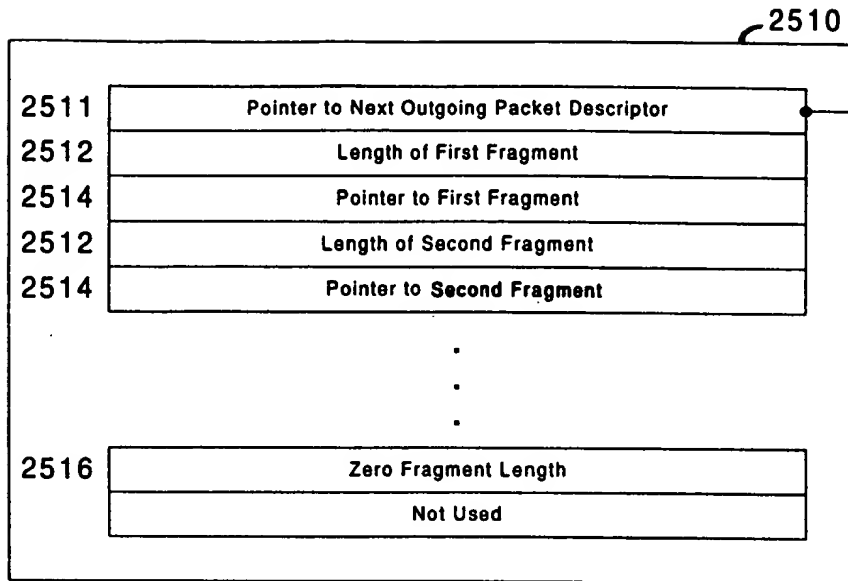 2510
2511 Pointer to Next Outgoing Packet Descriptor
2512 Length of First Fragment
2514 Pointer to First Fragment
2512 Length of Second Fragment
2514 Pointer to Second Fragment
.
.
.
2516 Zero Fragment Length
Not Used